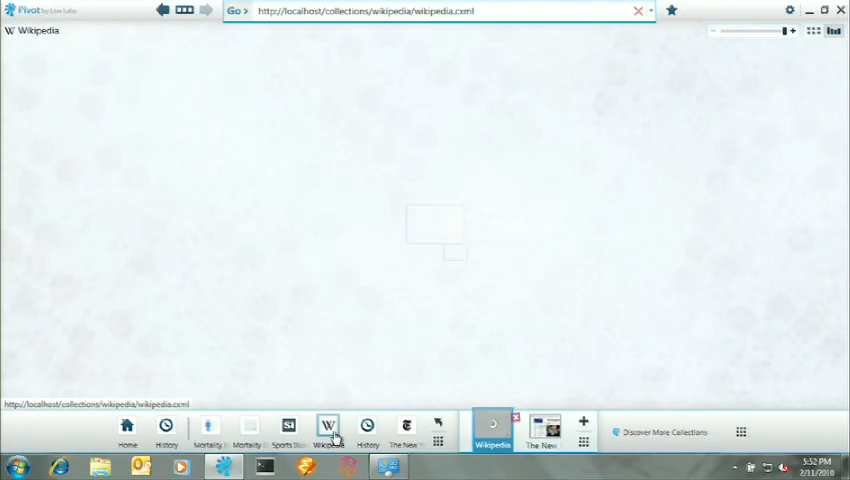 Pivot by Live Labs
Go > http://localhost/collections/wikipedia/wikipedia.cxml
W Wikipedia
http://localhost/collections/wikipedia/wikipedia.cxml
SI W T
Home History Mortality Mortality Sports Wikipedia History The New Wikipedia The New Discover More Collections
5:52 PM
2/11/2010